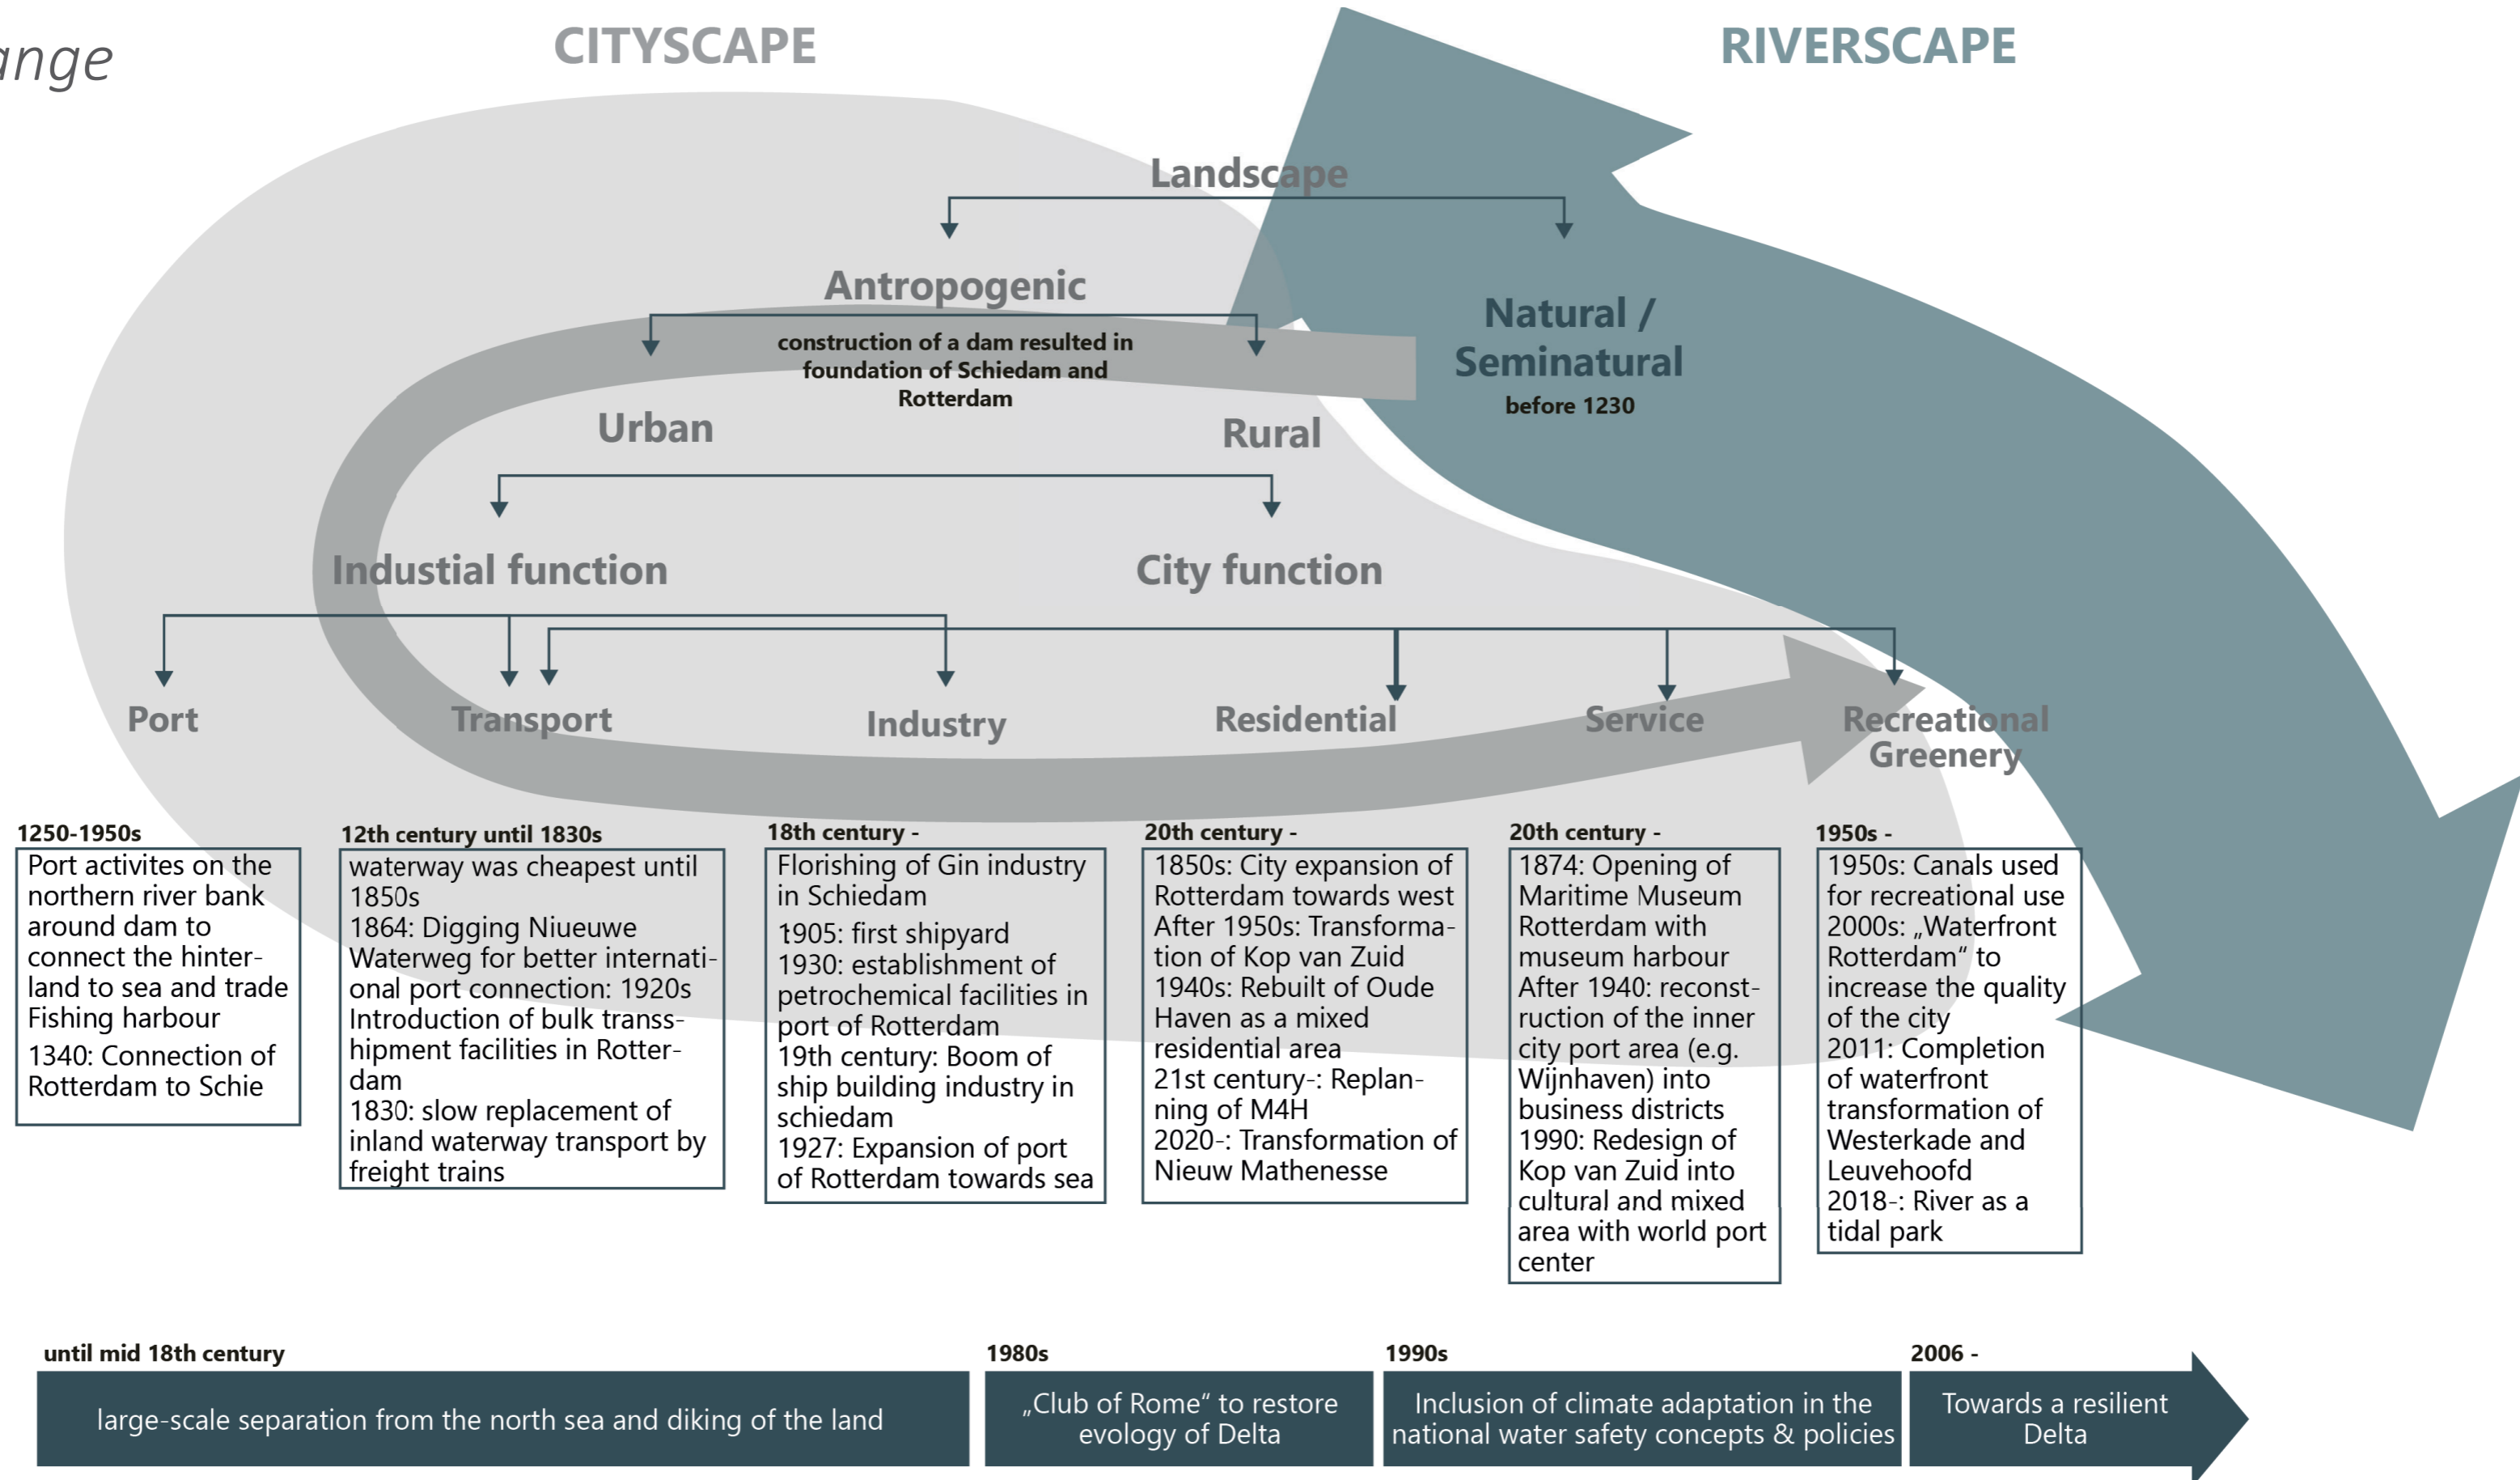 ange
CITYSCAPE
RIVERSCAPE
Landscape
Antropogenic
Natural /
Seminatural
before 1230
construction of a dam resulted in
foundation of Schiedam and
Rotterdam
Urban
Rural
Industial function
City function
Port
Transport
Industry
Residential
Service
Recreational
Greenery
1250-1950s
Port activites on the
northern river bank
around dam to
connect the hinter-
land to sea and trade
Fishing harbour
1340: Connection of
Rotterdam to Schie
12th century until 1830s
waterway was cheapest until
1850s
1864: Digging Niueuwe
Waterweg for better internati-
onal port connection: 1920s
Introduction of bulk transs-
hipment facilities in Rotter-
dam
1830: slow replacement of
inland waterway transport by
freight trains
18th century -
Florishing of Gin industry
in Schiedam
1905: first shipyard
1930: establishment of
petrochemical facilities in
port of Rotterdam
19th century: Boom of
ship building industry in
schiedam
1927: Expansion of port
of Rotterdam towards sea
20th century -
1850s: City expansion of
Rotterdam towards west
After 1950s: Transforma-
tion of Kop van Zuid
1940s: Rebuilt of Oude
Haven as a mixed
residential area
21st century-: Replan-
ning of M4H
2020-: Transformation of
Nieuw Mathenesse
20th century -
1874: Opening of
Maritime Museum
Rotterdam with
museum harbour
After 1940: reconst-
ruction of the inner
city port area (e.g.
Wijnhaven) into
business districts
1990: Redesign of
Kop van Zuid into
cultural and mixed
area with world port
center
1950s -
1950s: Canals used
for recreational use
2000s: „Waterfront
Rotterdam“ to
increase the quality
of the city
2011: Completion
of waterfront
transformation of
Westerkade and
Leuvehoofd
2018-: River as a
tidal park
until mid 18th century
large-scale separation from the north sea and diking of the land
1980s
„Club of Rome“ to restore
evology of Delta
1990s
Inclusion of climate adaptation in the
national water safety concepts & policies
2006 -
Towards a resilient
Delta